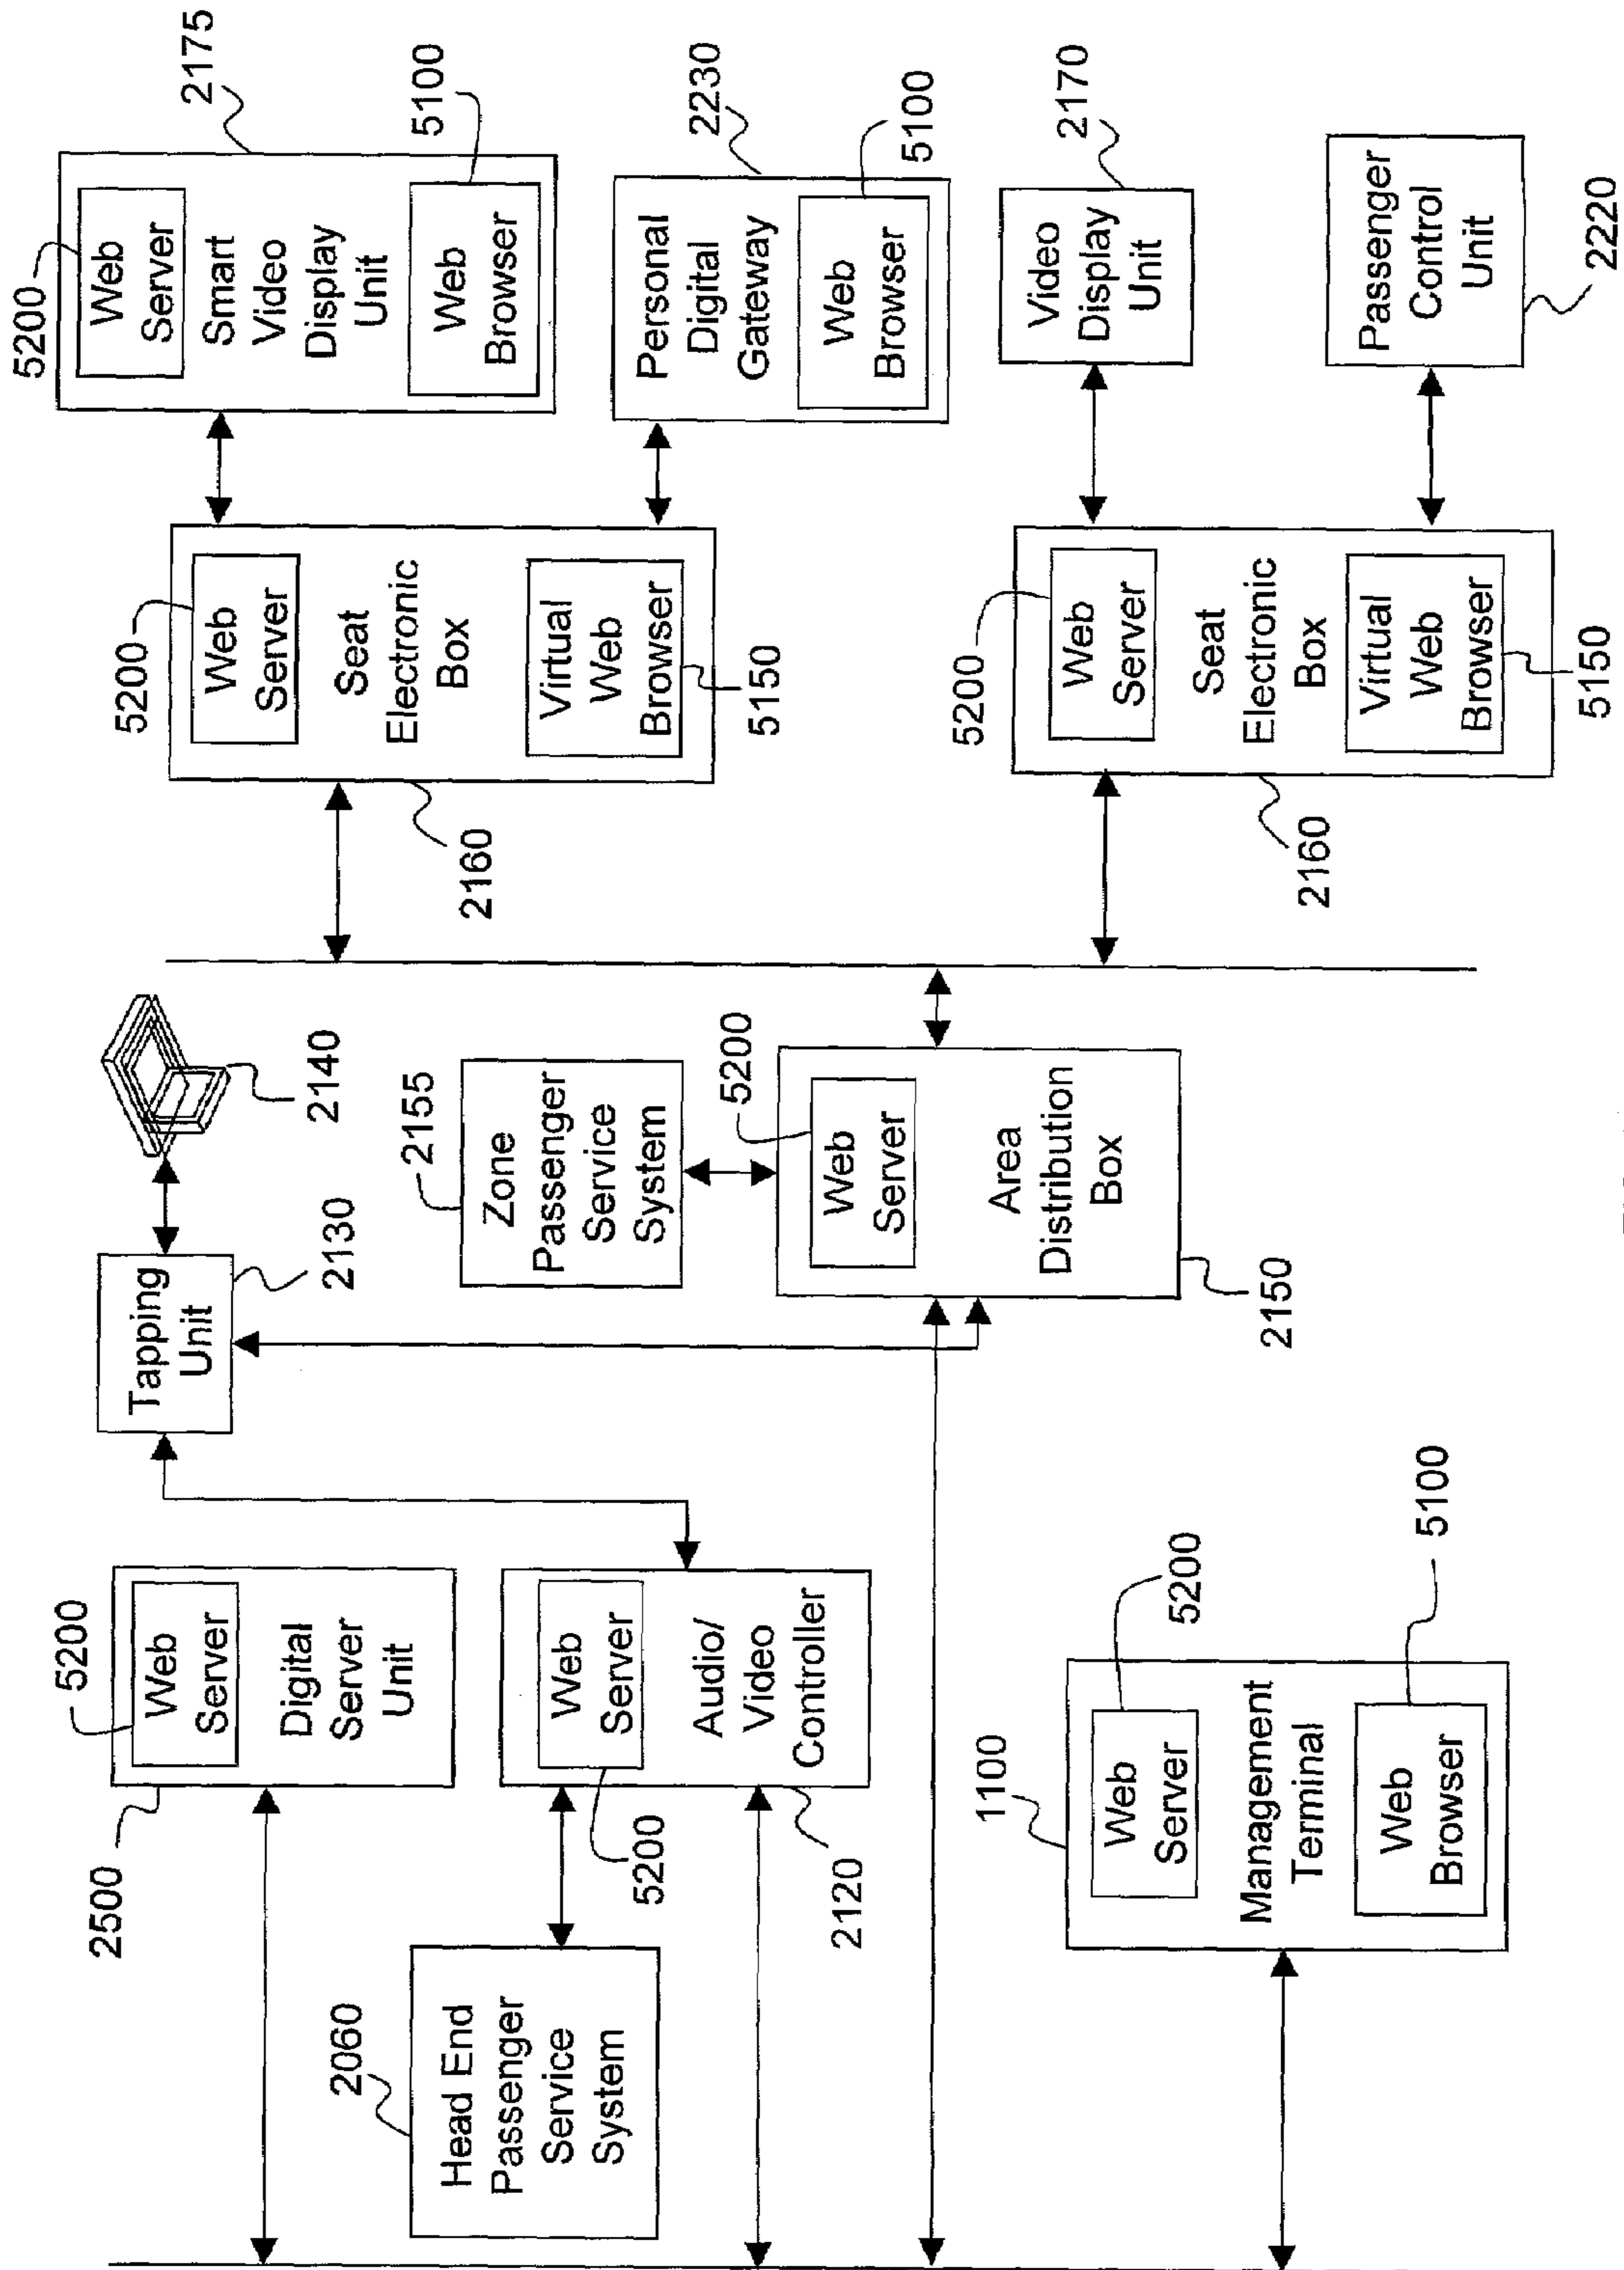 2500
5200
Web
Server
Digital
Server
Unit
2060
Head End
Passenger
Service
System
5200
Web
Server
Audio/
Video
Controller
2120
1100
5200
Web
Server
Management
Terminal
Web
Browser
5100
Tapping
Unit
2130
2140
2155
Zone
Passenger
Service
System
5200
Web
Server
Area
Distribution
Box
2150
5200
Web
Server
Seat
Electronic
Box
Virtual
Web
Browser
5150
2160
5200
Web
Server
Seat
Electronic
Box
Virtual
Web
Browser
5150
2160
5200
Web
Server
Smart
Video
Display
Unit
Web
Browser
2175
5100
Personal
Digital
Gateway
Web
Browser
2230
5100
Video
Display
Unit
2170
Passenger
Control
Unit
2220